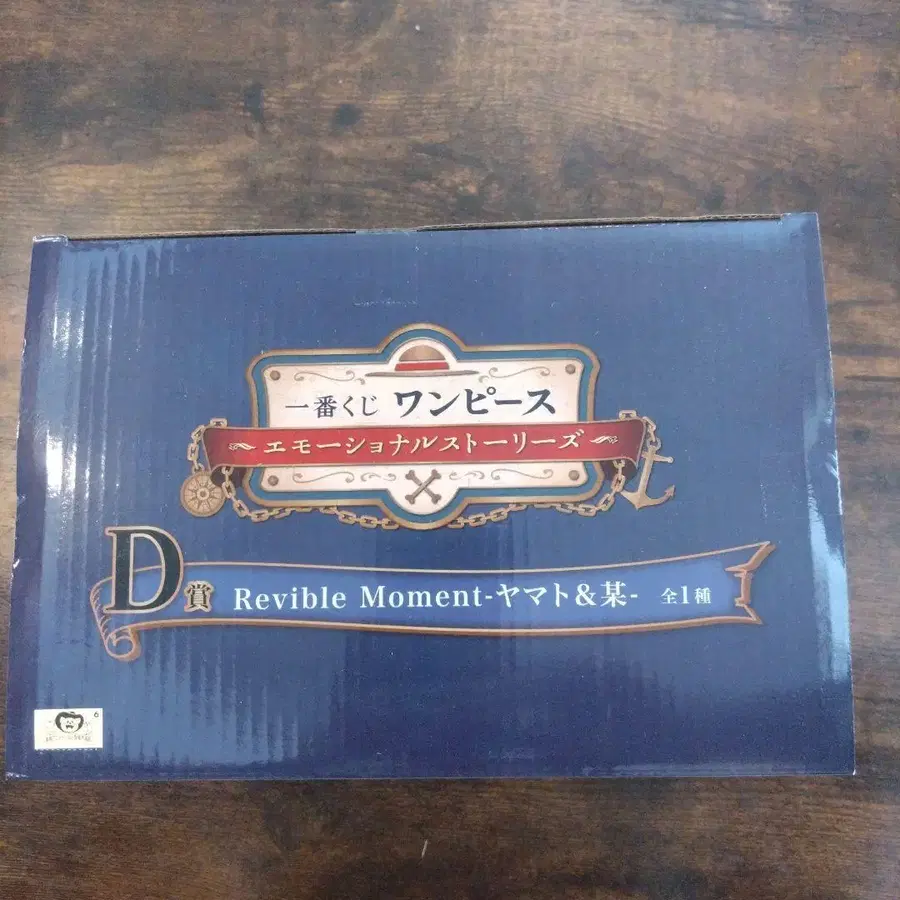 一番くじ ワンピース
エモーショナルストーリーズ
D賞 Revible Moment-ヤマト&某- 全1種